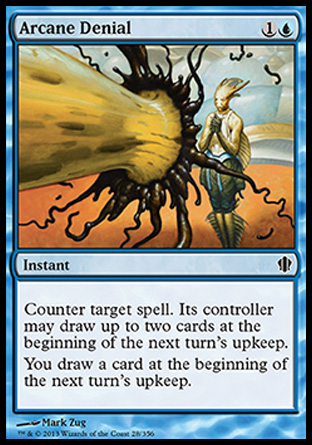 Arcane Denial 1
Instant
Counter target spell. Its controller
may draw up to two cards at the
beginning of the next turn's upkeep.
You draw a card at the beginning of
the next turn's upkeep.
Mark Zug
™ & © 2013 Wizards of the Coast 28/356